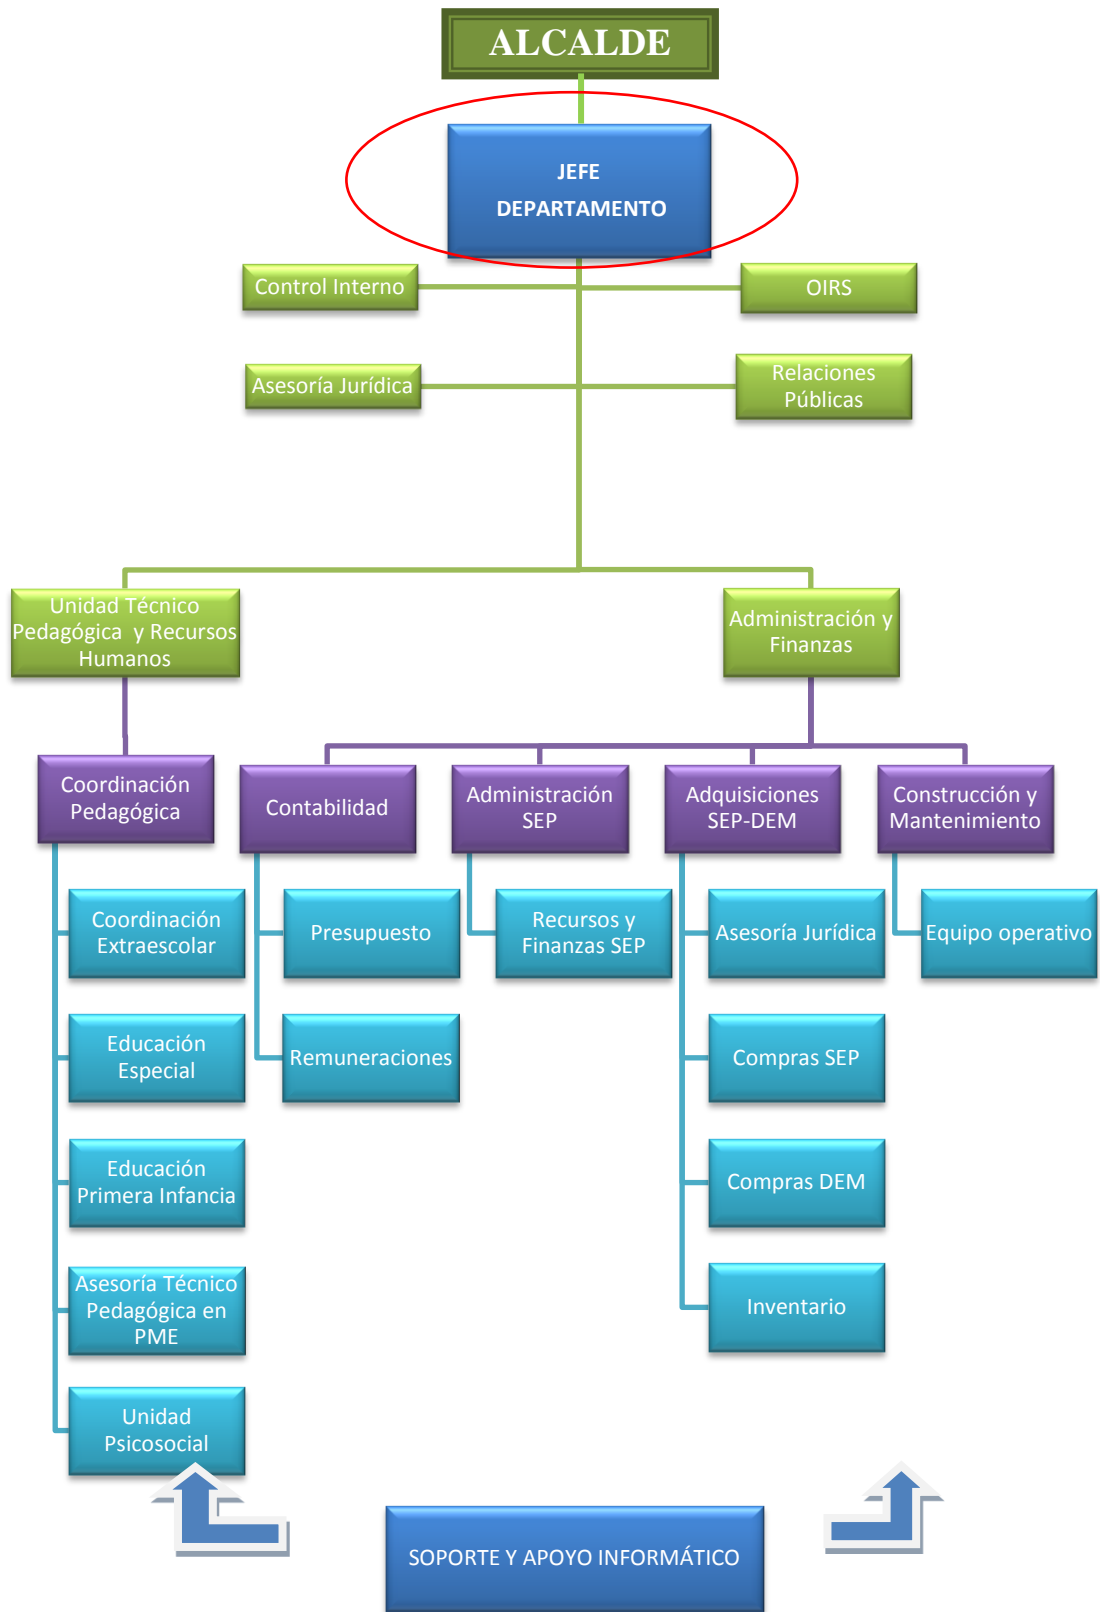 ALCALDE
JEFE
DEPARTAMENTO
Control Interno
OIRS
Asesoría Jurídica
Relaciones
Públicas
Unidad Técnico
Pedagógica y Recursos
Humanos
Administración y
Finanzas
Coordinación
Pedagógica
Contabilidad
Administración
SEP
Adquisiciones
SEP-DEM
Construcción y
Mantenimiento
Coordinación
Extraescolar
Presupuesto
Recursos y
Finanzas SEP
Asesoría Jurídica
Equipo operativo
Educación
Especial
Remuneraciones
Compras SEP
Educación
Primera Infancia
Compras DEM
Asesoría Técnico
Pedagógica en
PME
Inventario
Unidad
Psicosocial
SOPORTE Y APOYO INFORMÁTICO